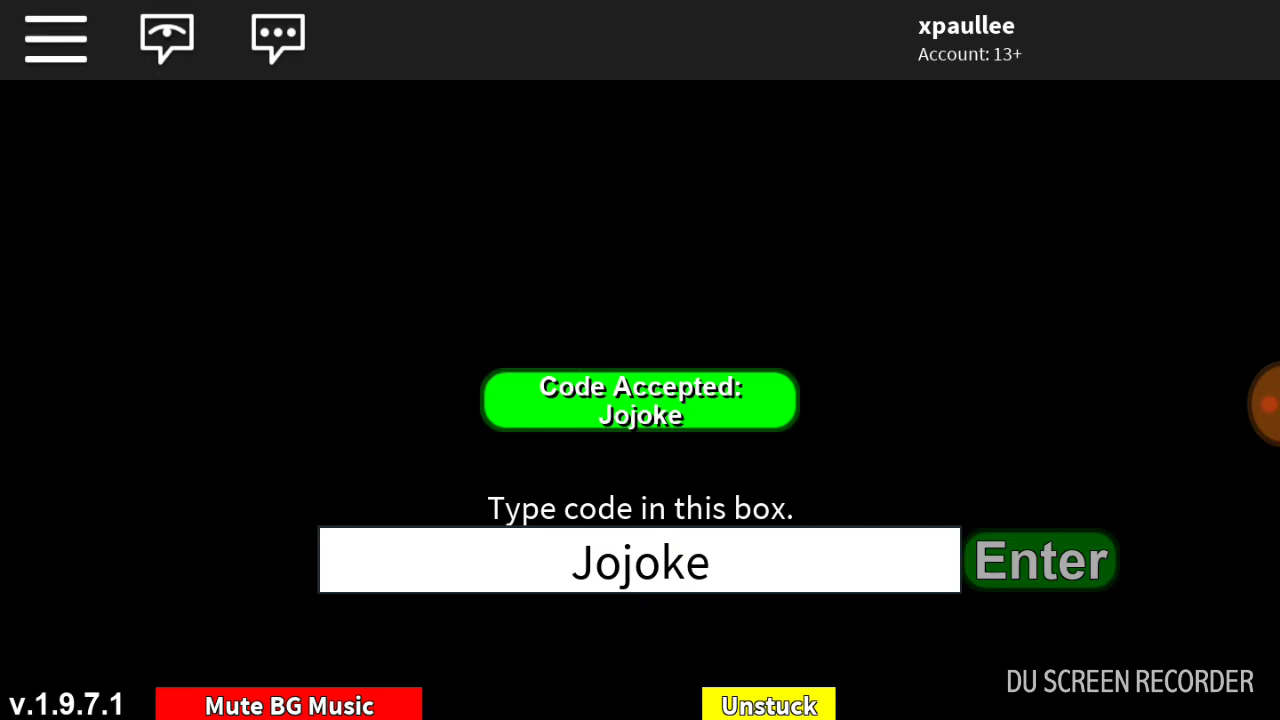 xpaullee
Account: 13+
Code Accepted:
Jojoke
Type code in this box.
Jojoke
Enter
DU SCREEN RECORDER
v.1.9.7.1
Mute BG Music
Unstuck